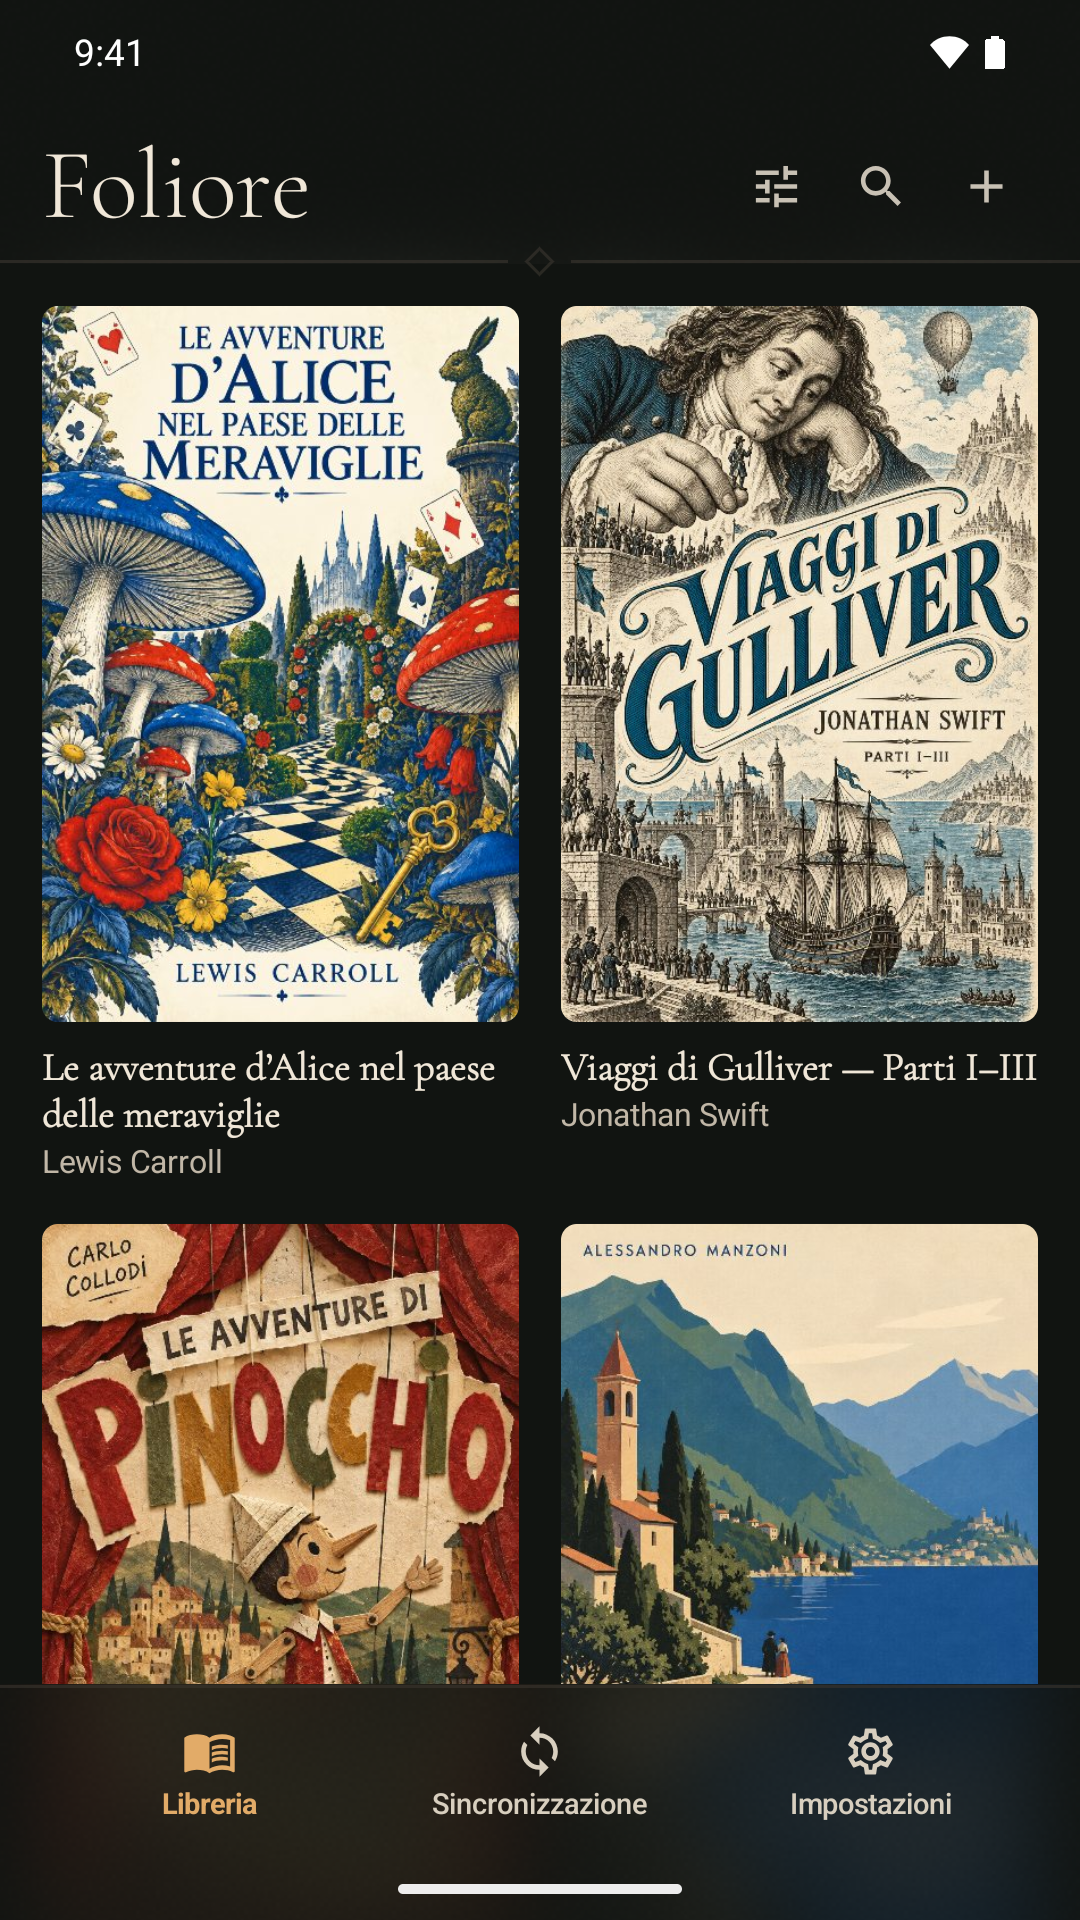 9:41
Foliore
LE AVVENTURE
D'ALICE
NEL PAESE DELLE
MERAVIGLIE
LEWIS CARROLL
VIAGGI DI
GULLIVER
JONATHAN SWIFT
PARTI I–III
Le avventure d’Alice nel paese
delle meraviglie
Lewis Carroll
Viaggi di Gulliver — Parti I–III
Jonathan Swift
CARLO
COLLODI
LE AVVENTURE DI
PINOCCHIO
ALESSANDRO MANZONI
Libreria
Sincronizzazione
Impostazioni